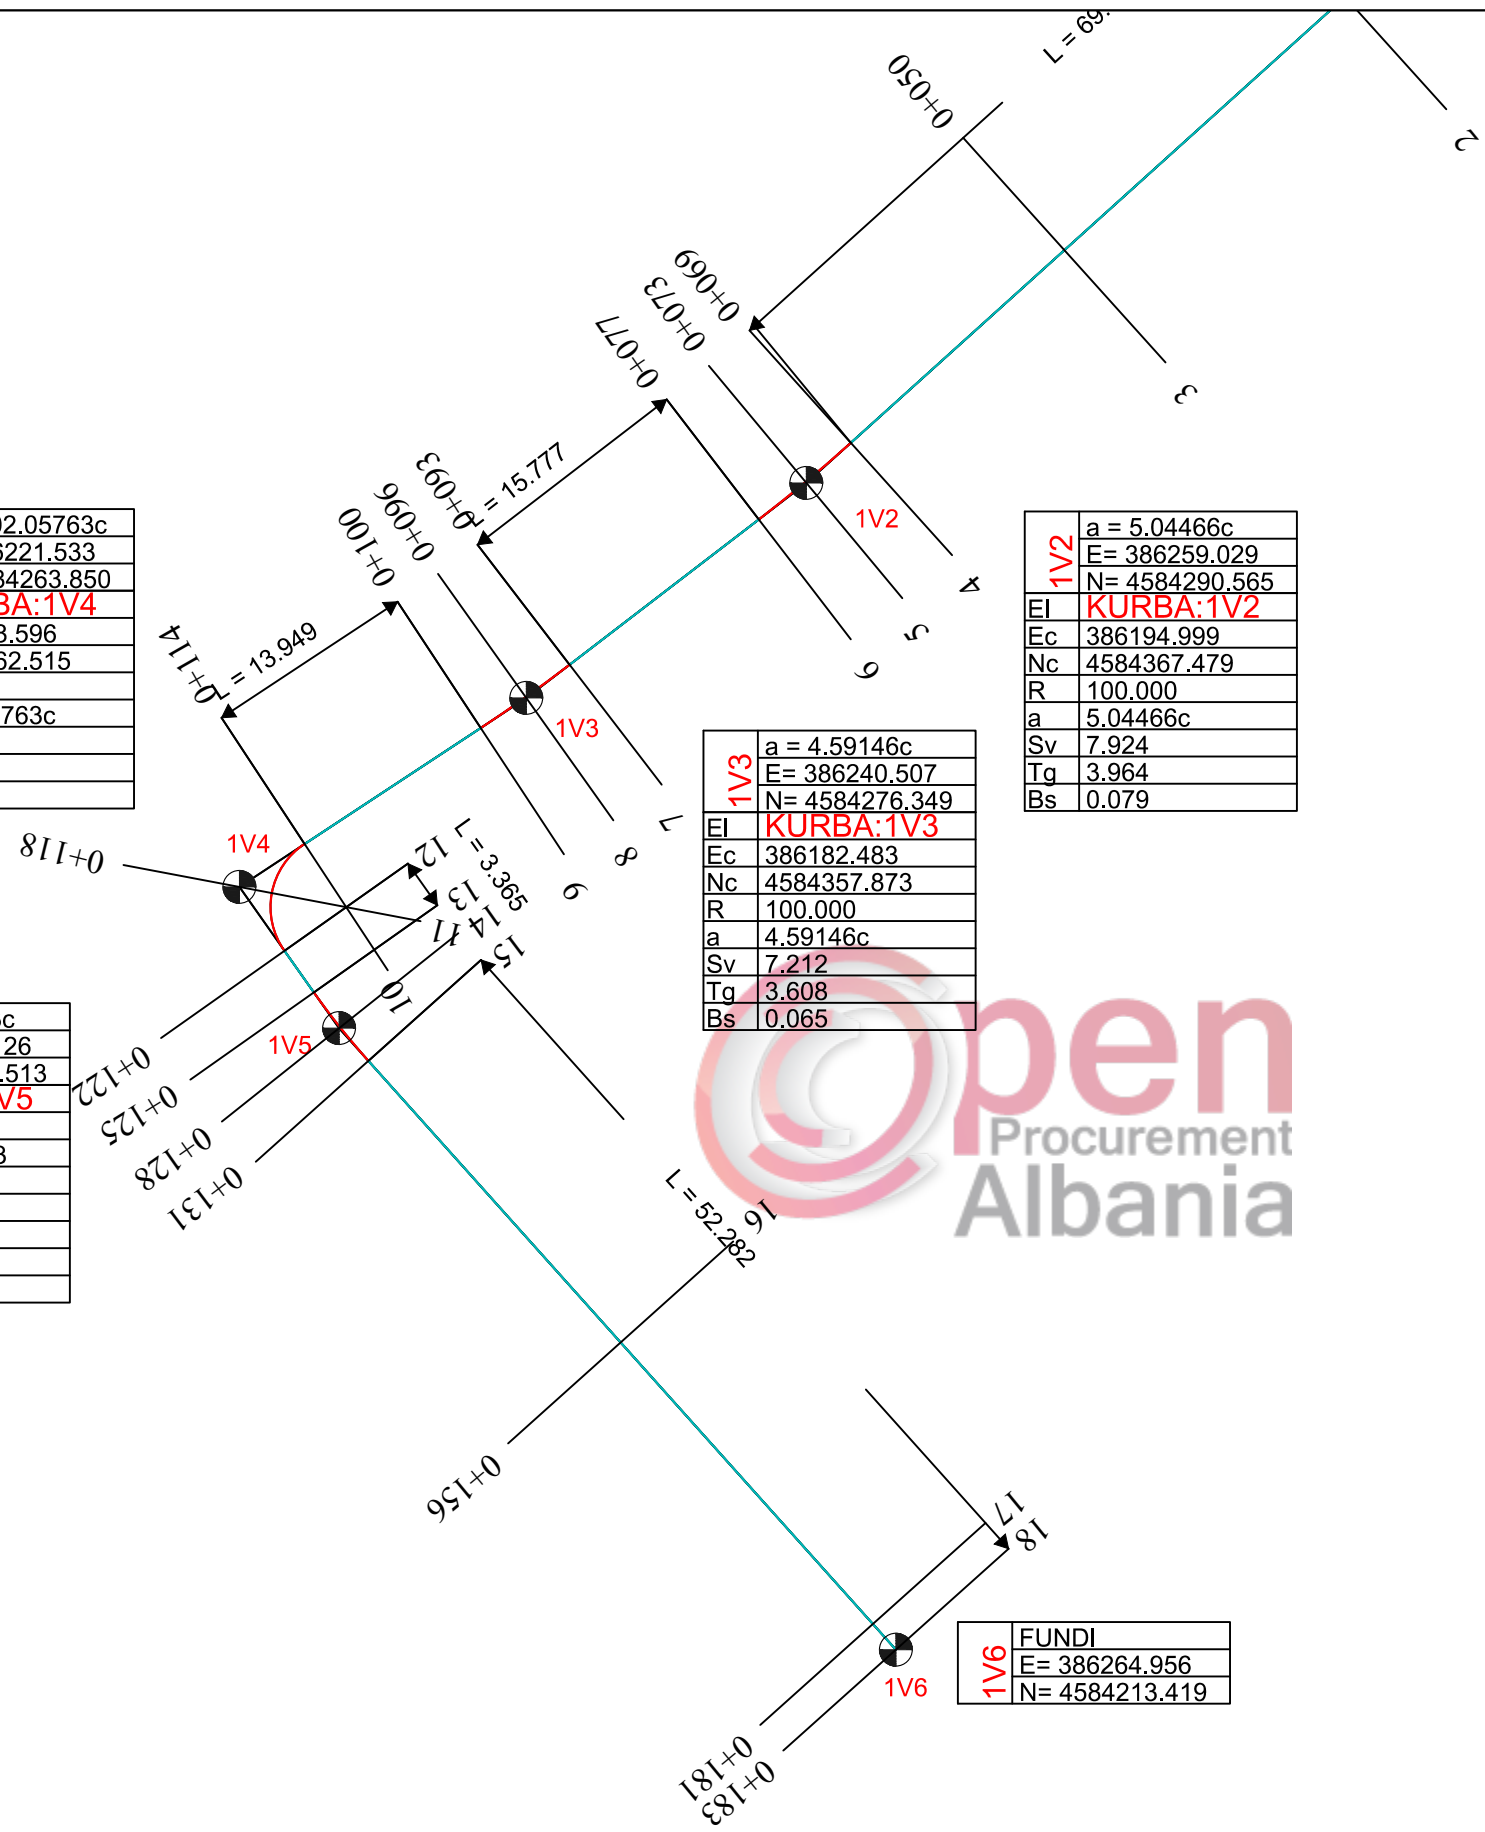 L = 69.
0+050
2
3
0+069
0+073
0+077
L = 15.777
0+093
0+096
0+100
L = 13.949
0+114
0+118
1V2
4
5
6
1V3
7
8
9
1V4
10
11
12
L = 3.365
13
14
15
1V5
0+122
0+125
0+128
0+131
L = 52.282
16
0+156
17
18
1V6
0+181
0+183
02.05763c
6221.533
84263.850
BA:1V4
3.596
62.515
763c
1V2
a = 5.04466c
E= 386259.029
N= 4584290.565
El KURBA:1V2
Ec 386194.999
Nc 4584367.479
R 100.000
a 5.04466c
Sv 7.924
Tg 3.964
Bs 0.079
1V3
a = 4.59146c
E= 386240.507
N= 4584276.349
El KURBA:1V3
Ec 386182.483
Nc 4584357.873
R 100.000
a 4.59146c
Sv 7.212
Tg 3.608
Bs 0.065
26
.513
V5
Open
Procurement
Albania
1V6
FUNDI
E= 386264.956
N= 4584213.419